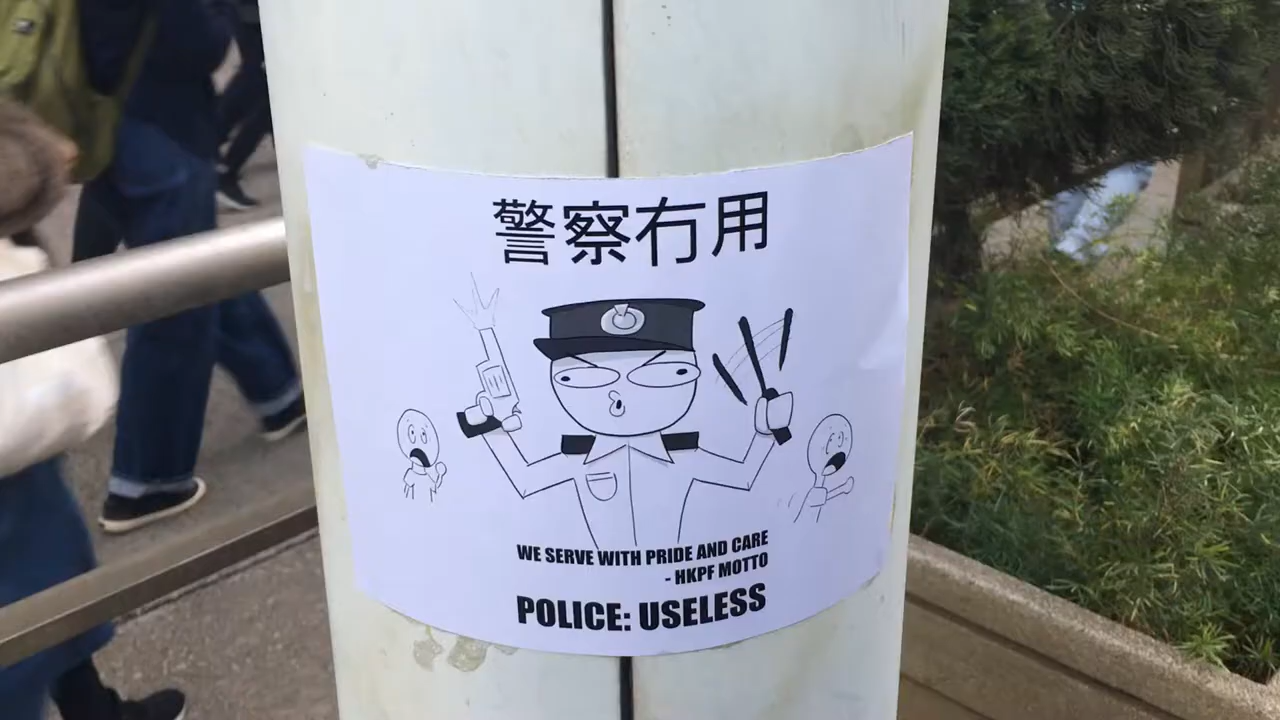 警察冇用
WE SERVE WITH PRIDE AND CARE
- HKPF MOTTO
POLICE: USELESS